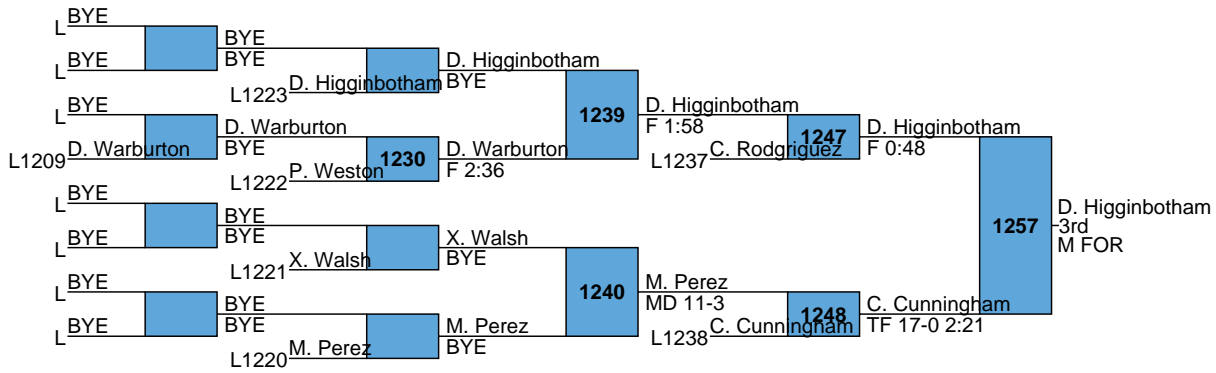 L BYE
L BYE
BYE
BYE
L1223 D. Higginbotham
D. Higginbotham
BYE
L BYE
L1209 D. Warburton
D. Warburton
BYE
L1222 P. Weston
1230
D. Warburton
F 2:36
1239
D. Higginbotham
F 1:58
L1237 C. Rodgriguez
1247
D. Higginbotham
F 0:48
L BYE
L BYE
BYE
BYE
L1221 X. Walsh
X. Walsh
BYE
L BYE
L BYE
BYE
BYE
L1220 M. Perez
M. Perez
BYE
1240
M. Perez
MD 11-3
L1238 C. Cunningham
1248
C. Cunningham
TF 17-0 2:21
1257
D. Higginbotham
3rd
M FOR